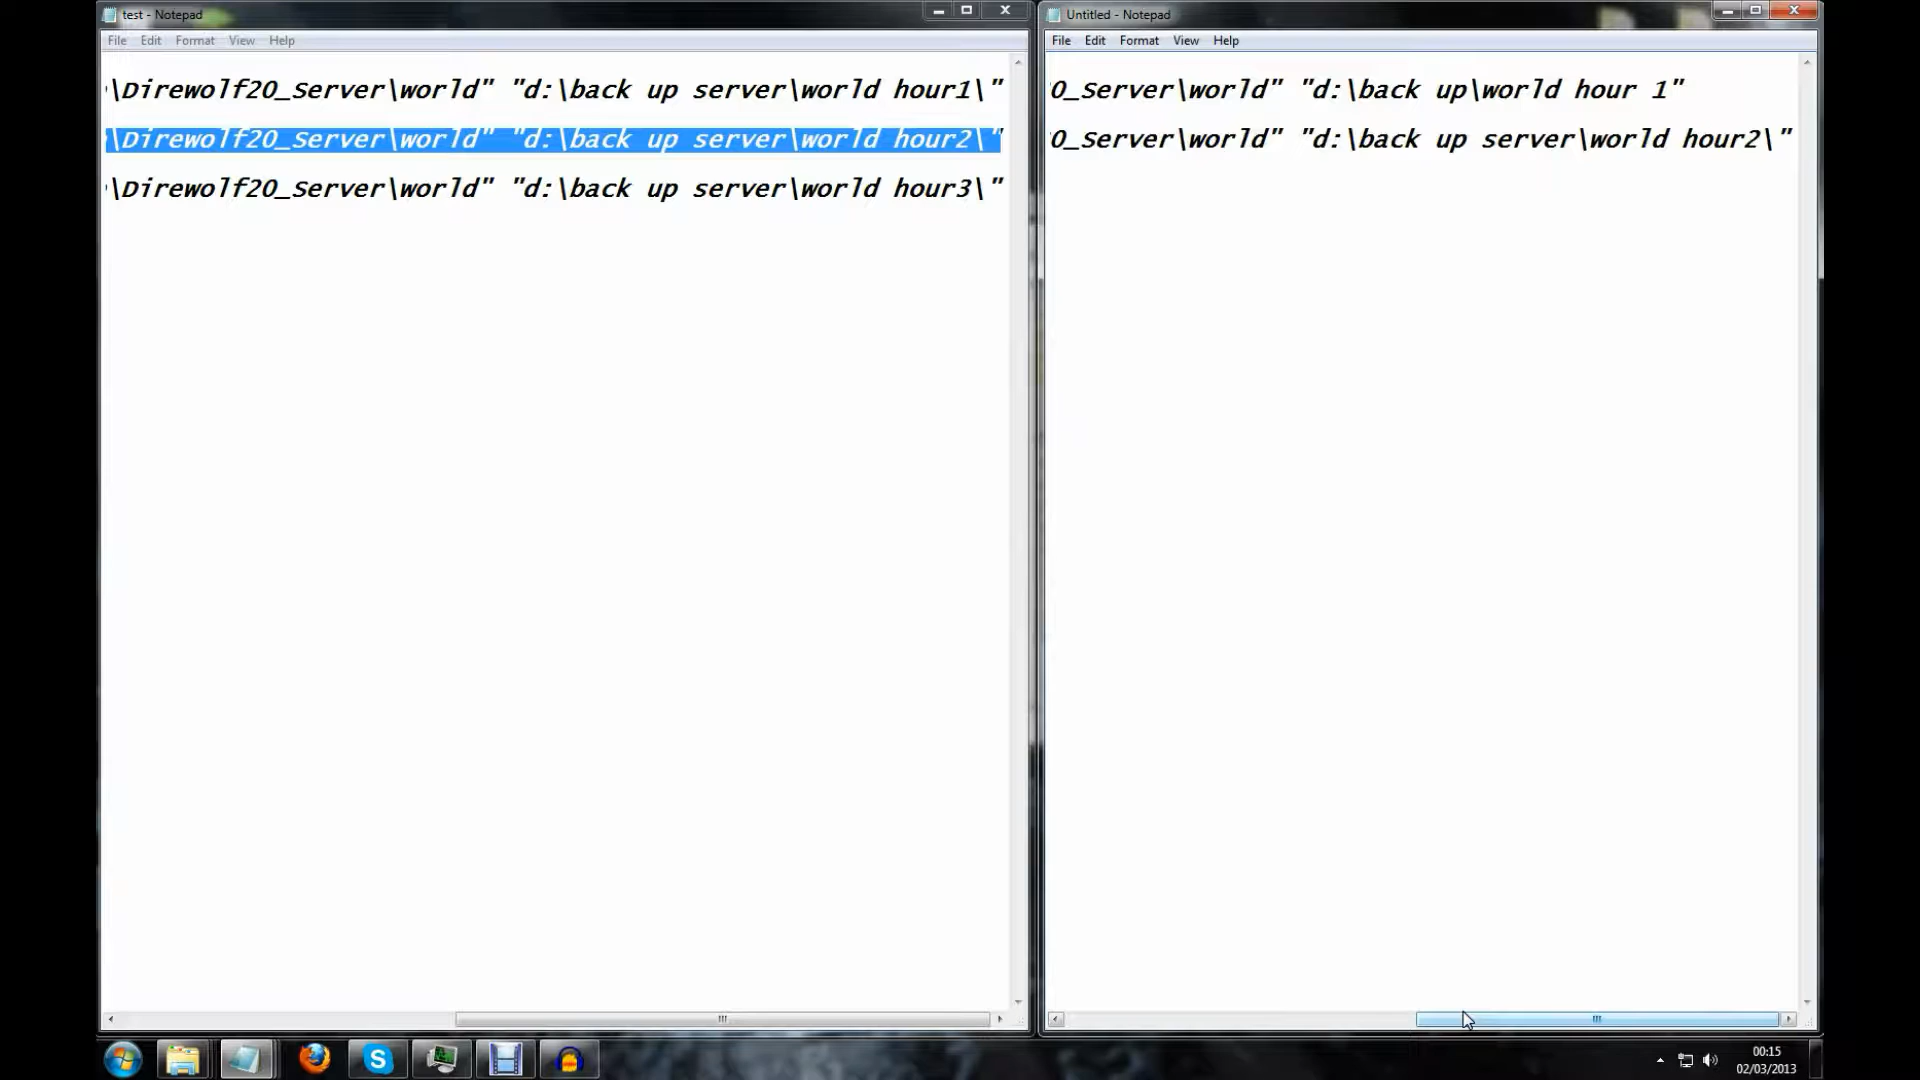 test - Notepad
File Edit Format View Help
\Direwolf20_Server\world" "d:\back up server\world hour1\"
\Direwolf20_Server\world" "d:\back up server\world hour2\"
\Direwolf20_Server\world" "d:\back up server\world hour3\"
Untitled - Notepad
File Edit Format View Help
0_Server\world" "d:\back up\world hour 1"
0_Server\world" "d:\back up server\world hour2\"
00:15
02/03/2013